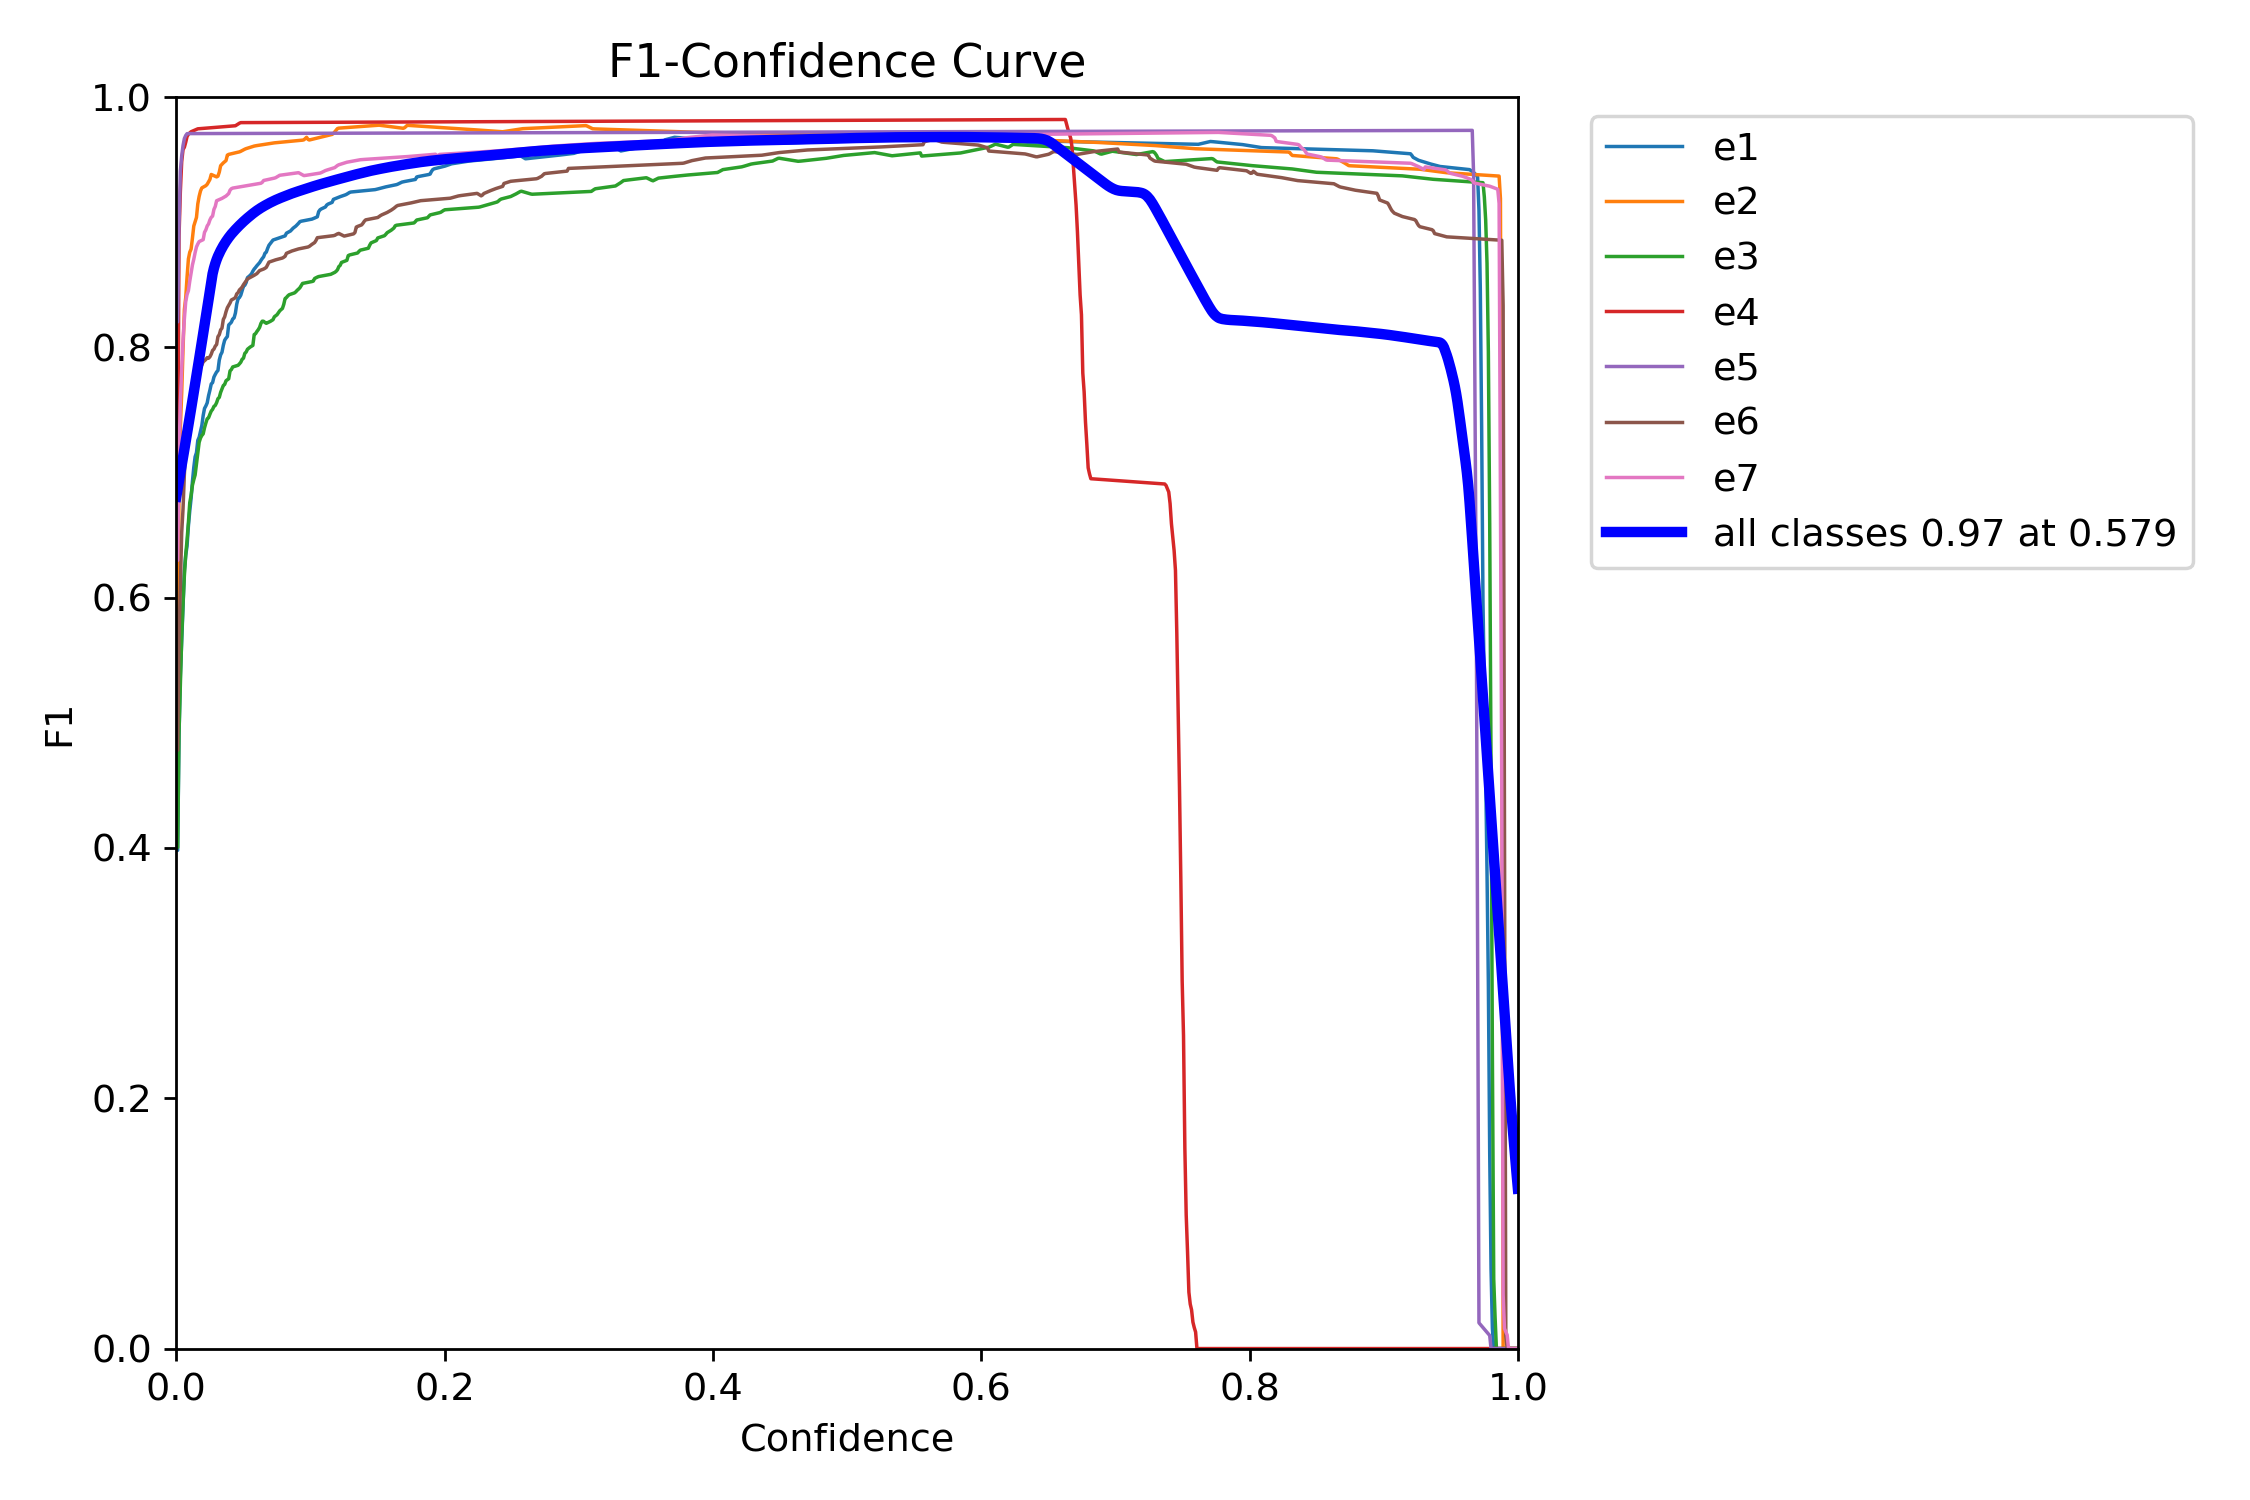 F1-Confidence Curve
1.0
0.8
0.6
0.4
0.2
0.0
F1
0.0 0.2 0.4 0.6 0.8 1.0
Confidence
e1
e2
e3
e4
e5
e6
e7
all classes 0.97 at 0.579